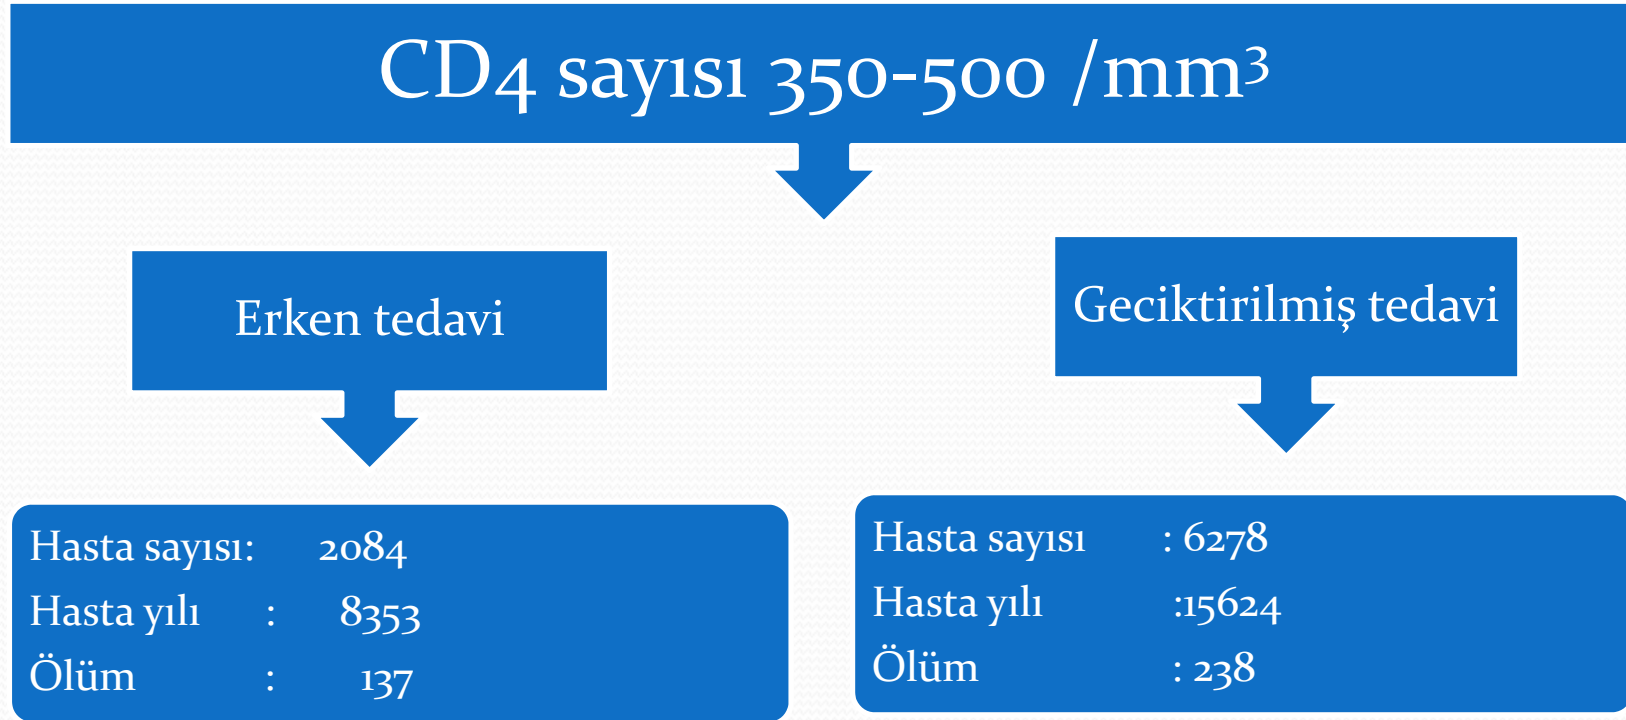 CD4 sayısı 350-500 /mm³
Erken tedavi
Geciktirilmiş tedavi
Hasta sayısı: 2084
Hasta yılı : 8353
Ölüm : 137
Hasta sayısı : 6278
Hasta yılı :15624
Ölüm : 238